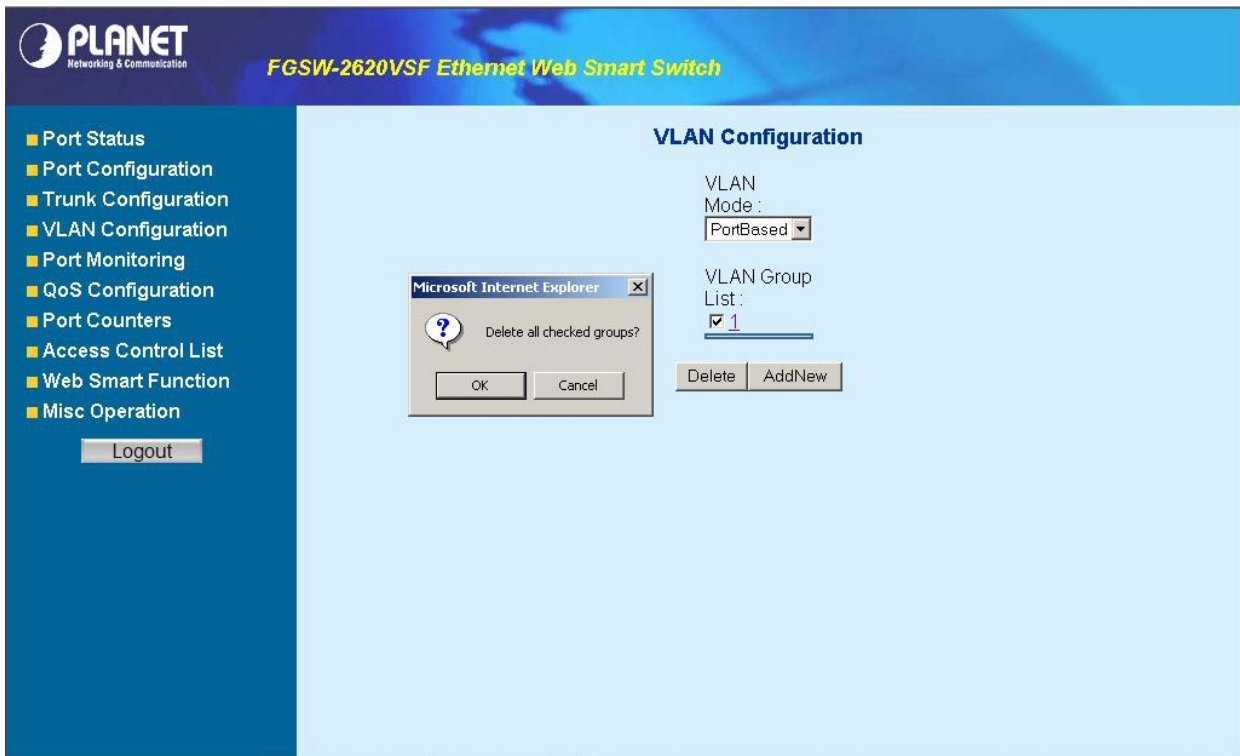 PLANET
Networking & Communication
FGSW-2620VSF Ethernet Web Smart Switch
Port Status
Port Configuration
Trunk Configuration
VLAN Configuration
Port Monitoring
QoS Configuration
Port Counters
Access Control List
Web Smart Function
Misc Operation
Logout
VLAN Configuration
VLAN
Mode :
PortBased
VLAN Group
List :
1
Delete AddNew
Microsoft Internet Explorer
Delete all checked groups?
OK Cancel